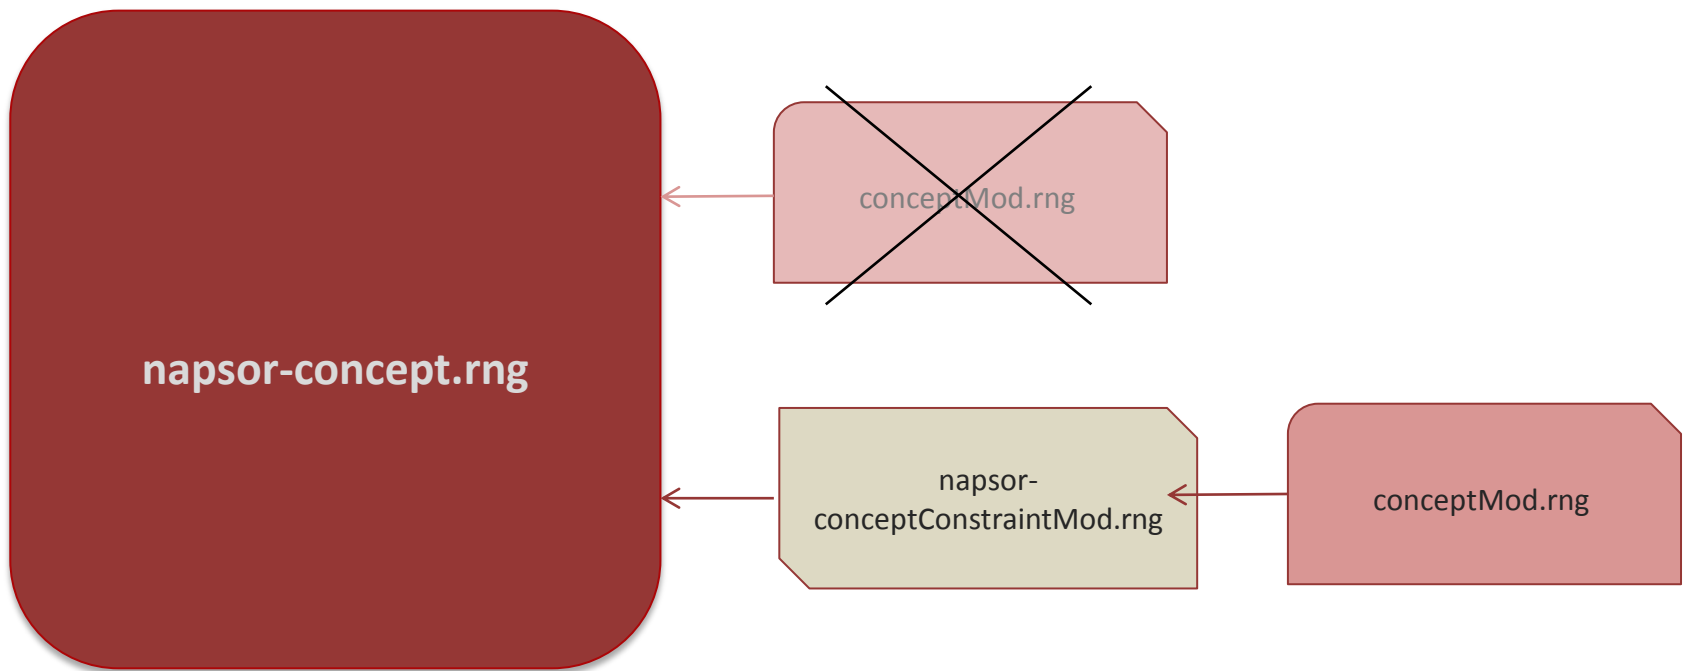 napsor-concept.rng
conceptMod.rng
napsor-
conceptConstraintMod.rng
conceptMod.rng